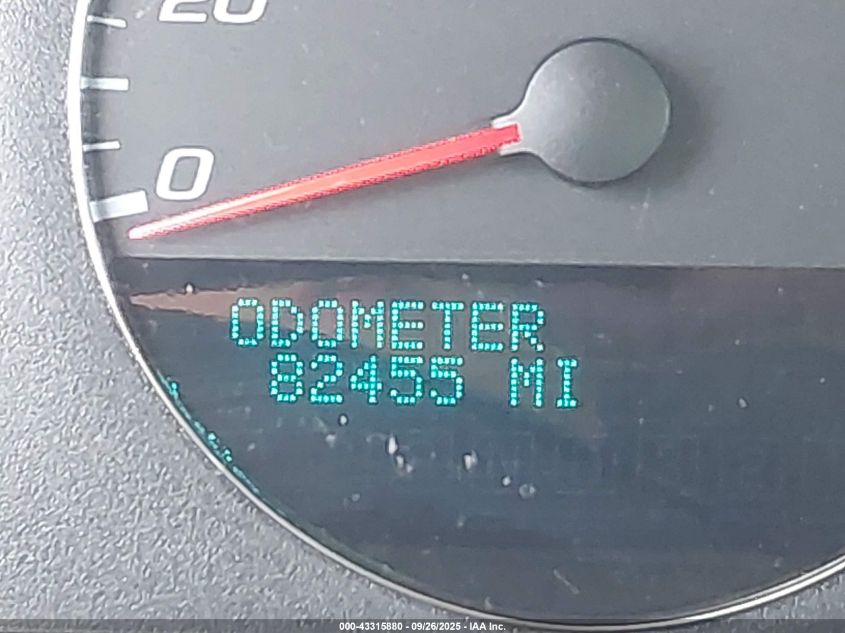 20
0
ODOMETER
82455 MI
000-43315880 - 09/26/2025 - IAA Inc.